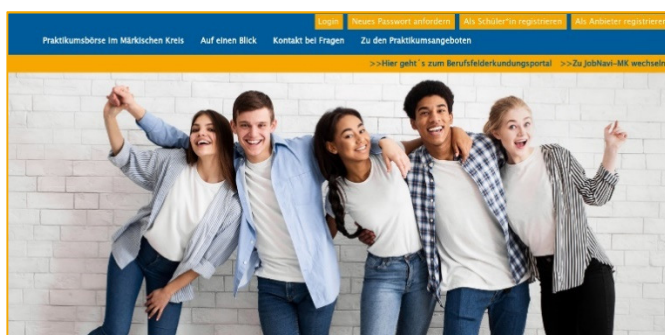 Login Neues Passwort anfordern Als Schüler*in registrieren Als Anbieter registrieren
Praktikumsbörse im Märkischen Kreis Auf einen Blick Kontakt bei Fragen Zu den Praktikumsangeboten
>>Hier geht´s zum Berufsfelderkundungsportal >>Zu JobNavi-MK wechseln